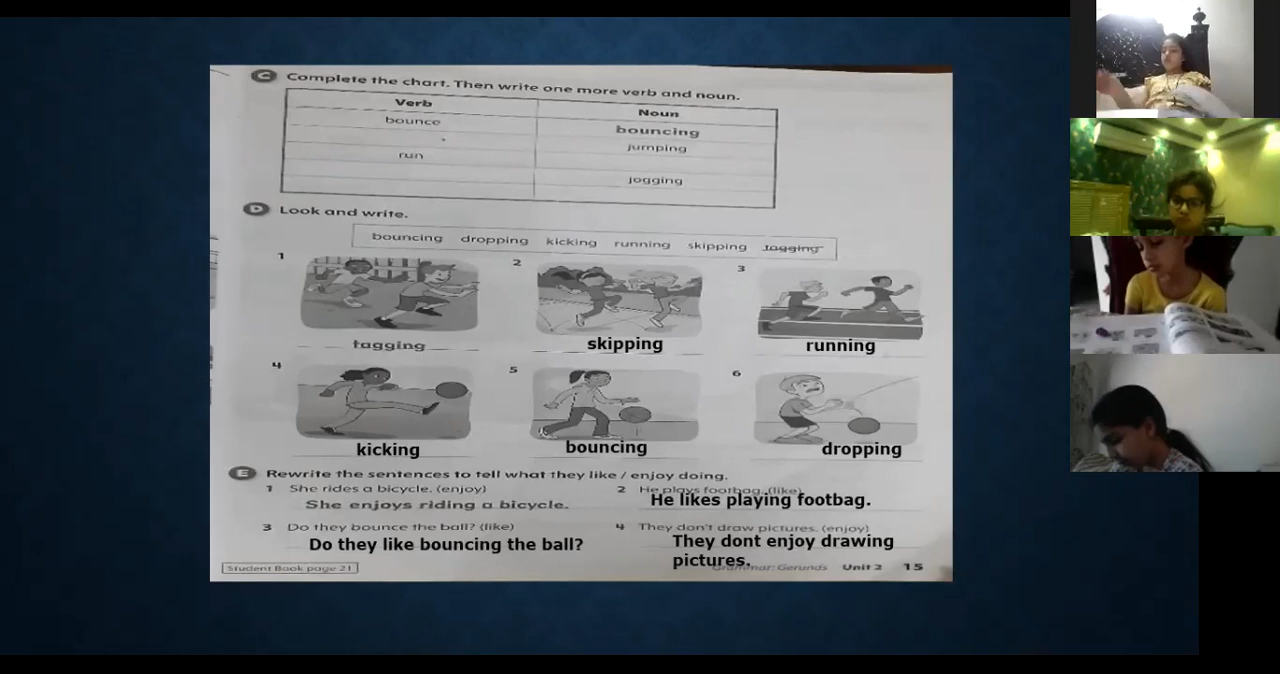 C Complete the chart. Then write one more verb and noun.
Verb Noun
bounce bouncing
jumping
run
jogging
D Look and write.
bouncing dropping kicking running skipping tagging
1 2 3
tagging skipping running
4 5 6
kicking bouncing dropping
E Rewrite the sentences to tell what they like / enjoy doing.
1 She rides a bicycle. (enjoy) 2 He plays footbag. (like)
She enjoys riding a bicycle. He likes playing footbag.
3 Do they bounce the ball? (like) 4 They don't draw pictures. (enjoy)
Do they like bouncing the ball? They dont enjoy drawing
pictures.
Student Book page 21 Grammar: Gerunds Unit 2 15